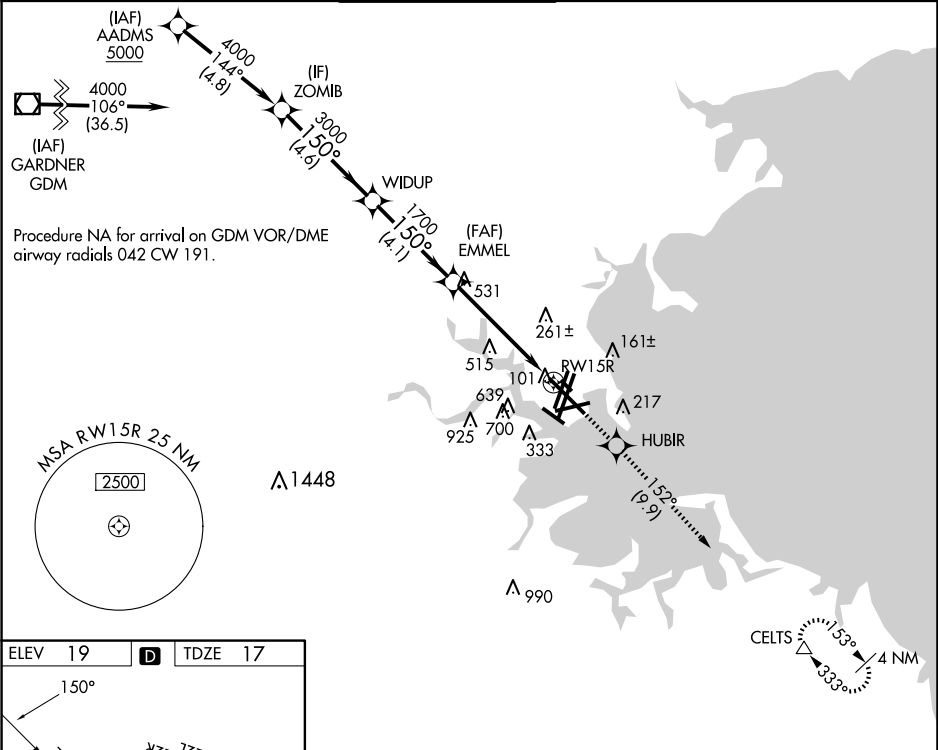 (IAF)
AADMS
5000
4000
144°
(4.8)
(IF)
ZOMIB
4000
106°
(36.5)
(IAF)
GARDNER
GDM
3000
150°
(4.6)
WIDUP
1700
150°
(4.1)
(FAF)
EMMEL
Procedure NA for arrival on GDM VOR/DME
airway radials 042 CW 191.
531
261±
161±
515
RW15R
101
639
217
700
925
333
HUBIR
MSA RW15R 25 NM
2500
1448
152°
(9.9)
990
CELTS
153°
4 NM
333°
ELEV 19
D
TDZE 17
150°